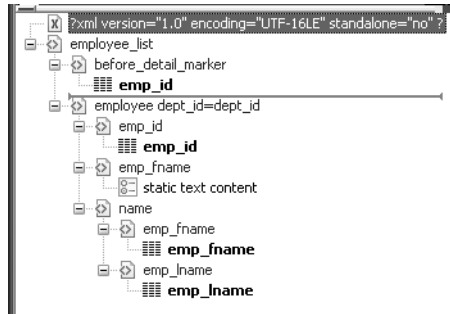 ?xml version="1.0" encoding="UTF-16LE" standalone="no" ?
employee_list
before_detail_marker
emp_id
employee dept_id=dept_id
emp_id
emp_id
emp_fname
static text content
name
emp_fname
emp_fname
emp_lname
emp_lname